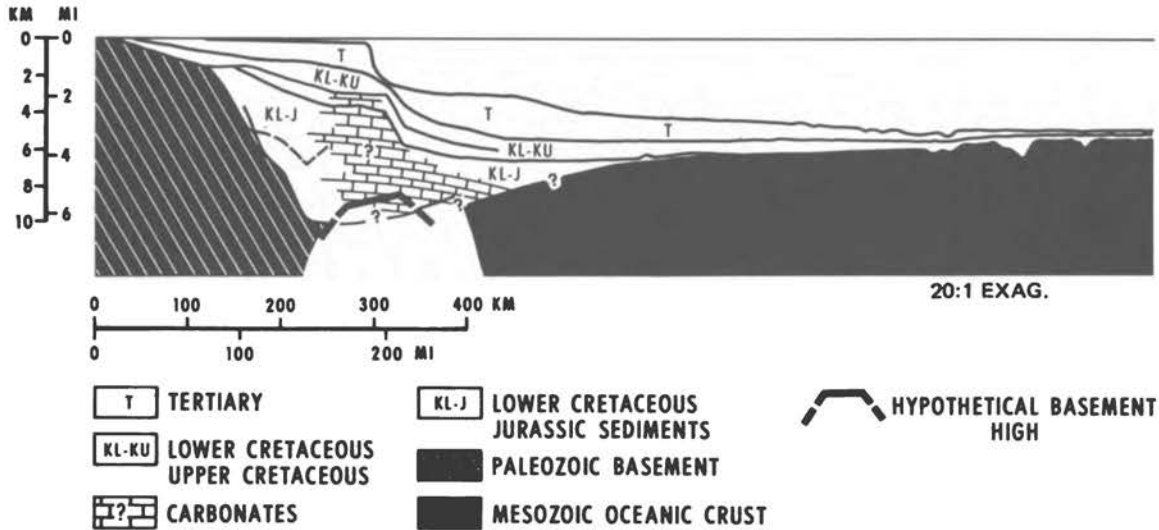 KM MI
0 0
2
2
4
6 4
8
10 6
T
KL-KU
KL-J
?
T
T
KL-KU
KL-J
?
?
?
20:1 EXAG.
0 100 200 300 400 KM
0 100 200 MI
T TERTIARY
KL-KU LOWER CRETACEOUS
UPPER CRETACEOUS
? CARBONATES
KL-J LOWER CRETACEOUS
JURASSIC SEDIMENTS
PALEOZOIC BASEMENT
MESOZOIC OCEANIC CRUST
HYPOTHETICAL BASEMENT
HIGH